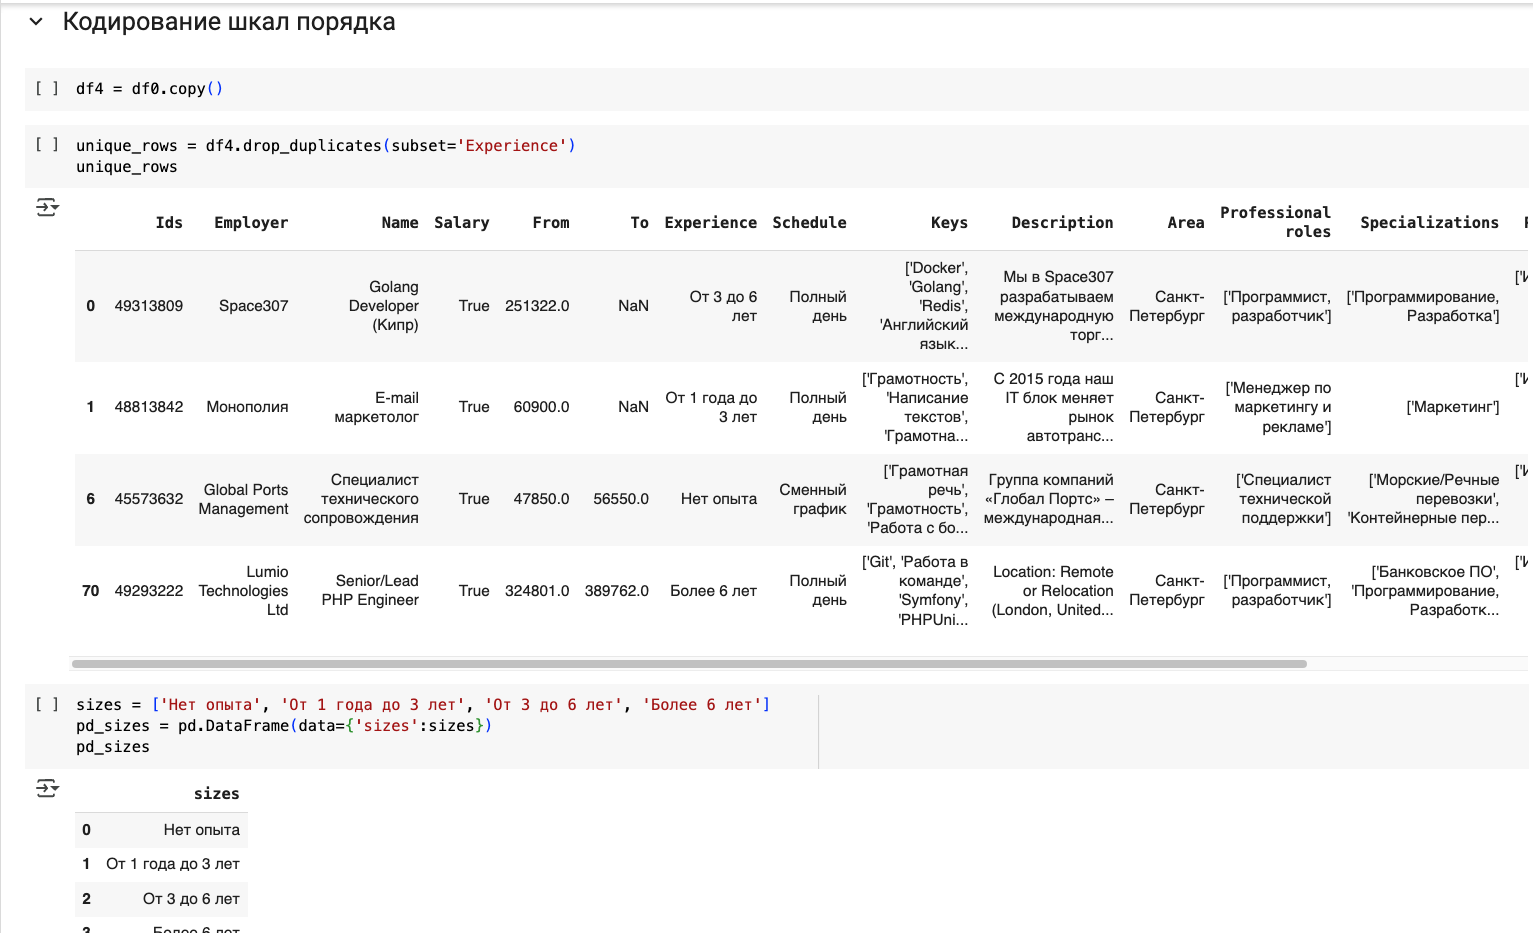 Кодирование шкал порядка
[ ] df4 = df0.copy()
[ ] unique_rows = df4.drop_duplicates(subset='Experience')
unique_rows
Ids Employer Name Salary From To Experience Schedule Keys Description Area Professional roles Specializations
0 49313809 Space307 Golang Developer (Кипр) True 251322.0 NaN От 3 до 6 лет Полный день ['Docker', 'Golang', 'Redis', 'Английский язык... Мы в Space307 разрабатываем международную торг... Санкт-Петербург ['Программист, разработчик'] ['Программирование, Разработка']
1 48813842 Монополия E-mail маркетолог True 60900.0 NaN От 1 года до 3 лет Полный день ['Грамотность', 'Написание текстов', 'Грамотна... С 2015 года наш IT блок меняет рынок автотранс... Санкт-Петербург ['Менеджер по маркетингу и рекламе'] ['Маркетинг']
6 45573632 Global Ports Management Специалист технического сопровождения True 47850.0 56550.0 Нет опыта Сменный график ['Грамотная речь', 'Грамотность', 'Работа с бо... Группа компаний «Глобал Портс» – международная... Санкт-Петербург ['Специалист технической поддержки'] ['Морские/Речные перевозки', 'Контейнерные пер...
70 49293222 Lumio Technologies Ltd Senior/Lead PHP Engineer True 324801.0 389762.0 Более 6 лет Полный день ['Git', 'Работа в команде', 'Symfony', 'PHPUni... Location: Remote or Relocation (London, United... Санкт-Петербург ['Программист, разработчик'] ['Банковское ПО', 'Программирование, Разработк...
[ ] sizes = ['Нет опыта', 'От 1 года до 3 лет', 'От 3 до 6 лет', 'Более 6 лет']
pd_sizes = pd.DataFrame(data={'sizes':sizes})
pd_sizes
sizes
0 Нет опыта
1 От 1 года до 3 лет
2 От 3 до 6 лет
3 Более 6 лет